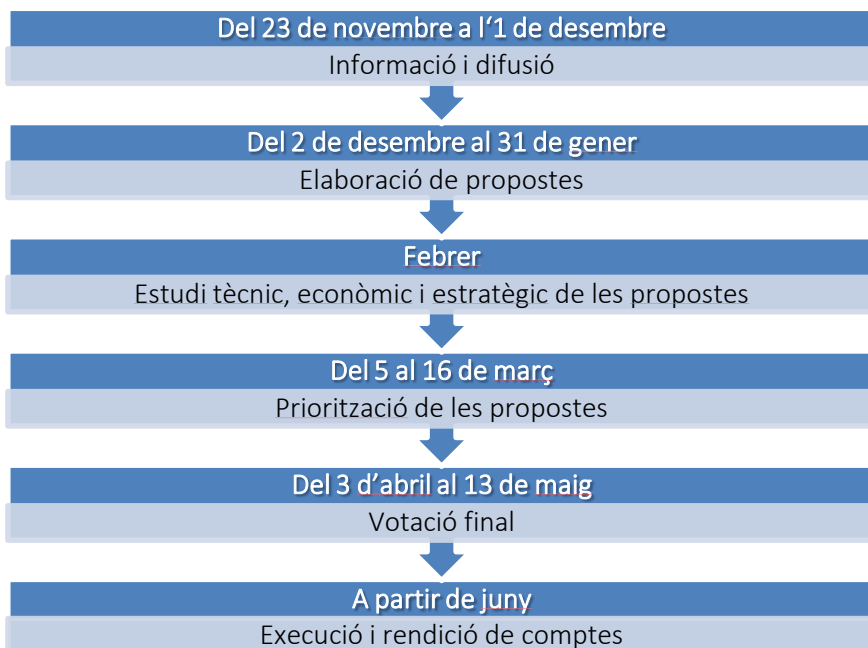 Del 23 de novembre a l‘1 de desembre
Informació i difusió
Del 2 de desembre al 31 de gener
Elaboració de propostes
Febrer
Estudi tècnic, econòmic i estratègic de les propostes
Del 5 al 16 de març
Priorització de les propostes
Del 3 d’abril al 13 de maig
Votació final
A partir de juny
Execució i rendició de comptes